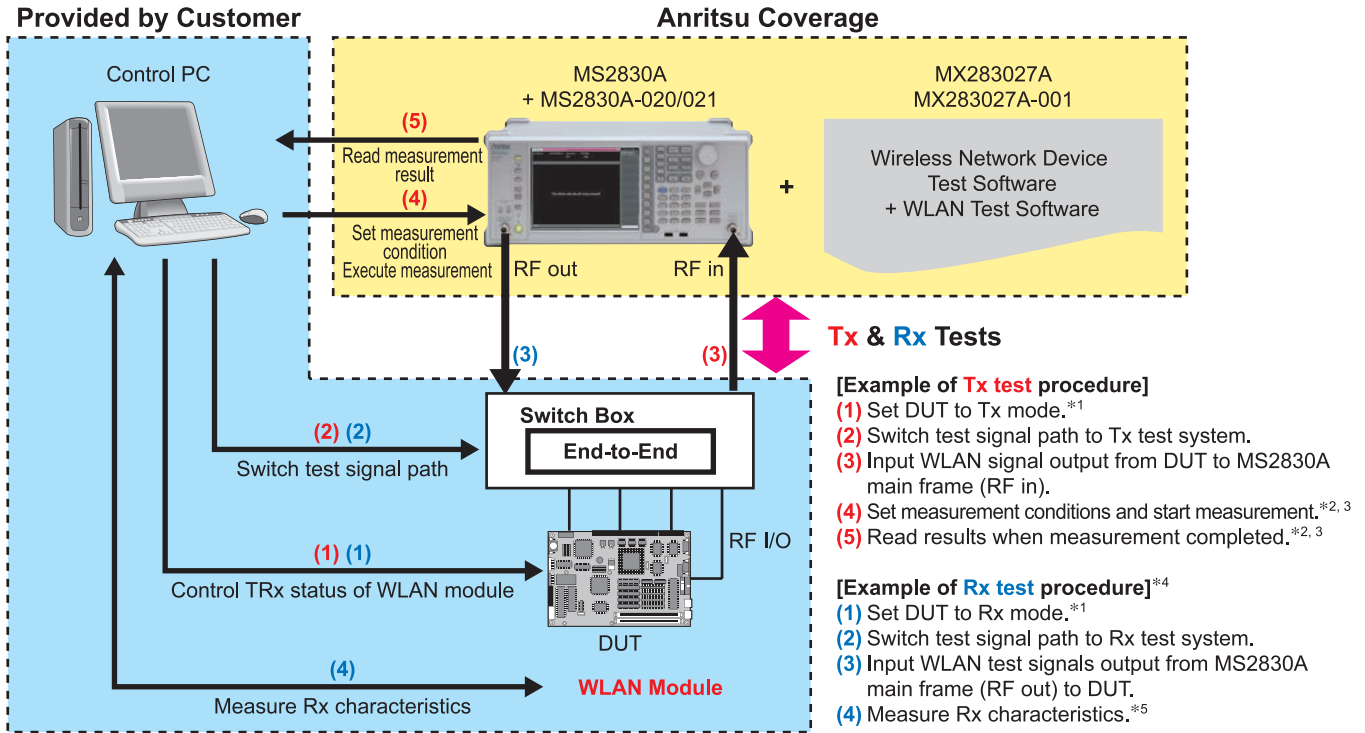 Provided by Customer
Anritsu Coverage
Control PC
MS2830A
+ MS2830A-020/021
MX283027A
MX283027A-001
(5)
Read measurement
result
(4)
Set measurement
condition
Execute measurement
+
Wireless Network Device
Test Software
+ WLAN Test Software
RF out
RF in
(3)
(3)
Tx & Rx Tests
Switch Box
End-to-End
(2) (2)
Switch test signal path
RF I/O
(1) (1)
Control TRx status of WLAN module
DUT
(4)
Measure Rx characteristics
WLAN Module
[Example of Tx test procedure]
(1) Set DUT to Tx mode.*1
(2) Switch test signal path to Tx test system.
(3) Input WLAN signal output from DUT to MS2830A
main frame (RF in).
(4) Set measurement conditions and start measurement.*2, 3
(5) Read results when measurement completed.*2, 3
[Example of Rx test procedure]*4
(1) Set DUT to Rx mode.*1
(2) Switch test signal path to Rx test system.
(3) Input WLAN test signals output from MS2830A
main frame (RF out) to DUT.
(4) Measure Rx characteristics.*5